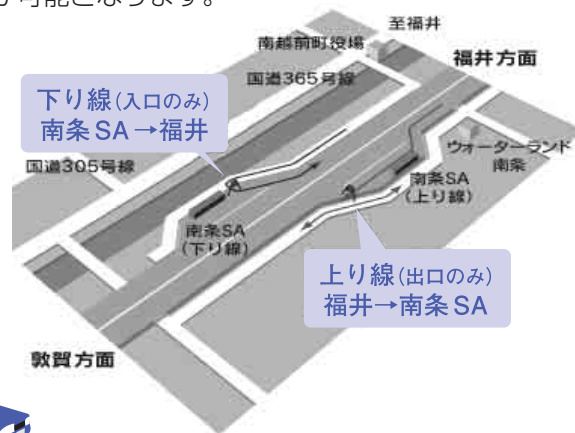 可能となります。
至福井
南越前町役場
福井方面
国道365号線
下り線(入口のみ)
南条SA→福井
国道305号線
ウォーターランド
南条
南条SA
(上り線)
南条SA
(下り線)
上り線(出口のみ)
福井→南条SA
敦賀方面